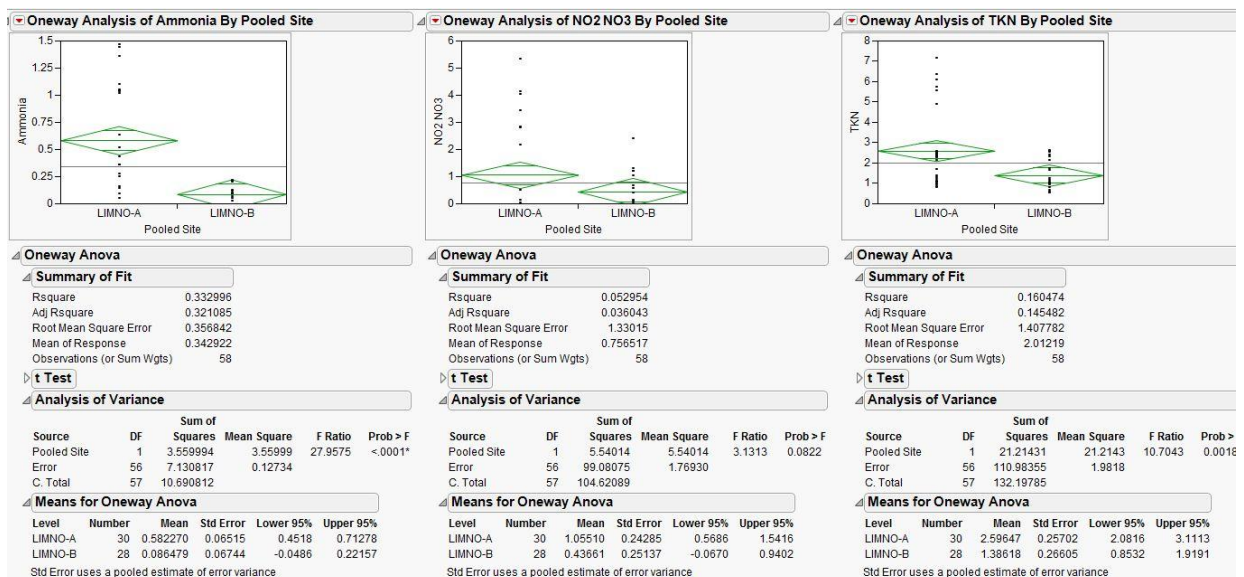 Oneway Analysis of Ammonia By Pooled Site
1.5
1.25
1
0.75
0.5
0.25
0
Ammonia
LIMNO-A LIMNO-B
Pooled Site
Oneway Anova
Summary of Fit
Rsquare 0.332996
Adj Rsquare 0.321085
Root Mean Square Error 0.356842
Mean of Response 0.342922
Observations (or Sum Wgts) 58
t Test
Analysis of Variance
Sum of
Source DF Squares Mean Square F Ratio Prob > F
Pooled Site 1 3.559994 3.55999 27.9575 <.0001*
Error 56 7.130817 0.12734
C. Total 57 10.690812
Means for Oneway Anova
Level Number Mean Std Error Lower 95% Upper 95%
LIMNO-A 30 0.582270 0.06515 0.4518 0.71278
LIMNO-B 28 0.086479 0.06744 -0.0486 0.22157
Std Error uses a pooled estimate of error variance
Oneway Analysis of NO2 NO3 By Pooled Site
6
5
4
3
2
1
0
NO2 NO3
LIMNO-A LIMNO-B
Pooled Site
Oneway Anova
Summary of Fit
Rsquare 0.052954
Adj Rsquare 0.036043
Root Mean Square Error 1.33015
Mean of Response 0.756517
Observations (or Sum Wgts) 58
t Test
Analysis of Variance
Sum of
Source DF Squares Mean Square F Ratio Prob > F
Pooled Site 1 5.54014 5.54014 3.1313 0.0822
Error 56 99.08075 1.76930
C. Total 57 104.62089
Means for Oneway Anova
Level Number Mean Std Error Lower 95% Upper 95%
LIMNO-A 30 1.05510 0.24285 0.5686 1.5416
LIMNO-B 28 0.43661 0.25137 -0.0670 0.9402
Std Error uses a pooled estimate of error variance
Oneway Analysis of TKN By Pooled Site
8
7
6
5
4
3
2
1
0
TKN
LIMNO-A LIMNO-B
Pooled Site
Oneway Anova
Summary of Fit
Rsquare 0.160474
Adj Rsquare 0.145482
Root Mean Square Error 1.407782
Mean of Response 2.01219
Observations (or Sum Wgts) 58
t Test
Analysis of Variance
Sum of
Source DF Squares Mean Square F Ratio Prob >
Pooled Site 1 21.21431 21.2143 10.7043 0.0018
Error 56 110.98355 1.9818
C. Total 57 132.19785
Means for Oneway Anova
Level Number Mean Std Error Lower 95% Upper 95%
LIMNO-A 30 2.59647 0.25702 2.0816 3.1113
LIMNO-B 28 1.38618 0.26605 0.8532 1.9191
Std Error uses a pooled estimate of error variance